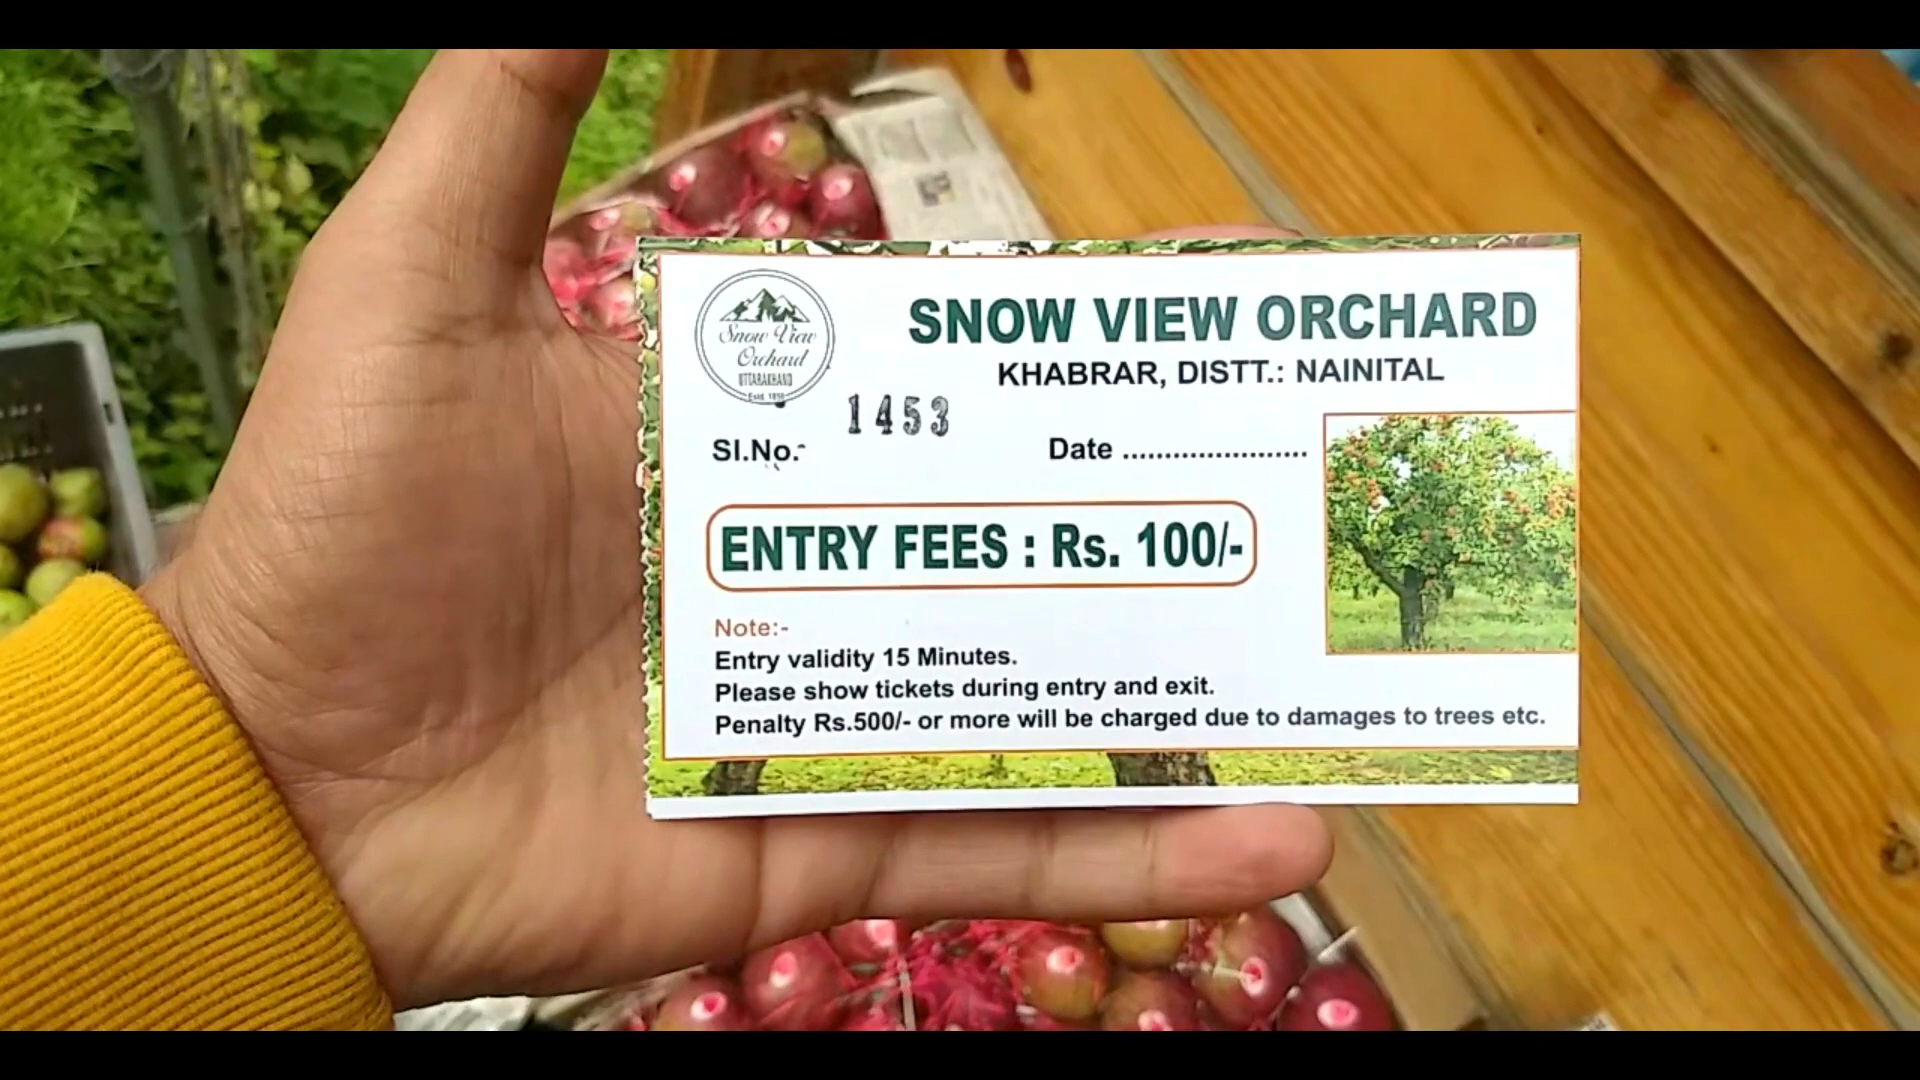 Snow View
Orchard
UTTARAKHAND
SNOW VIEW ORCHARD
KHABRAR, DISTT.: NAINITAL
1453
Sl.No.-
Date ......................
ENTRY FEES : Rs. 100/-
Note:-
Entry validity 15 Minutes.
Please show tickets during entry and exit.
Penalty Rs.500/- or more will be charged due to damages to trees etc.